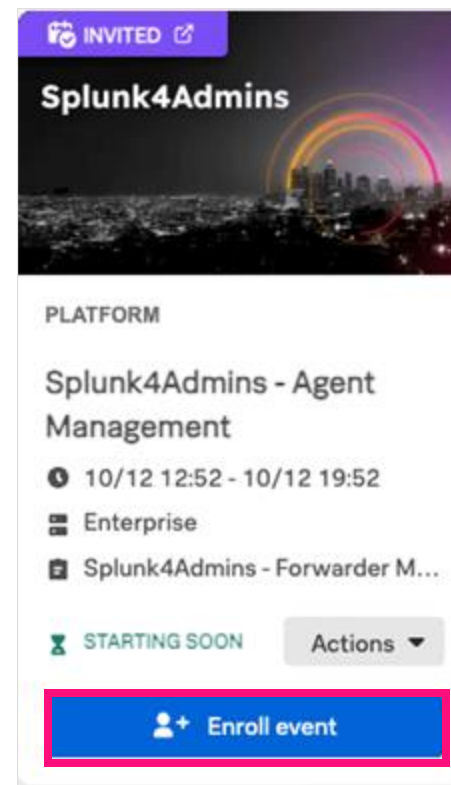 INVITED
Splunk4Admins
PLATFORM
Splunk4Admins - Agent
Management
10/12 12:52 - 10/12 19:52
Enterprise
Splunk4Admins - Forwarder M...
STARTING SOON
Actions
Enroll event